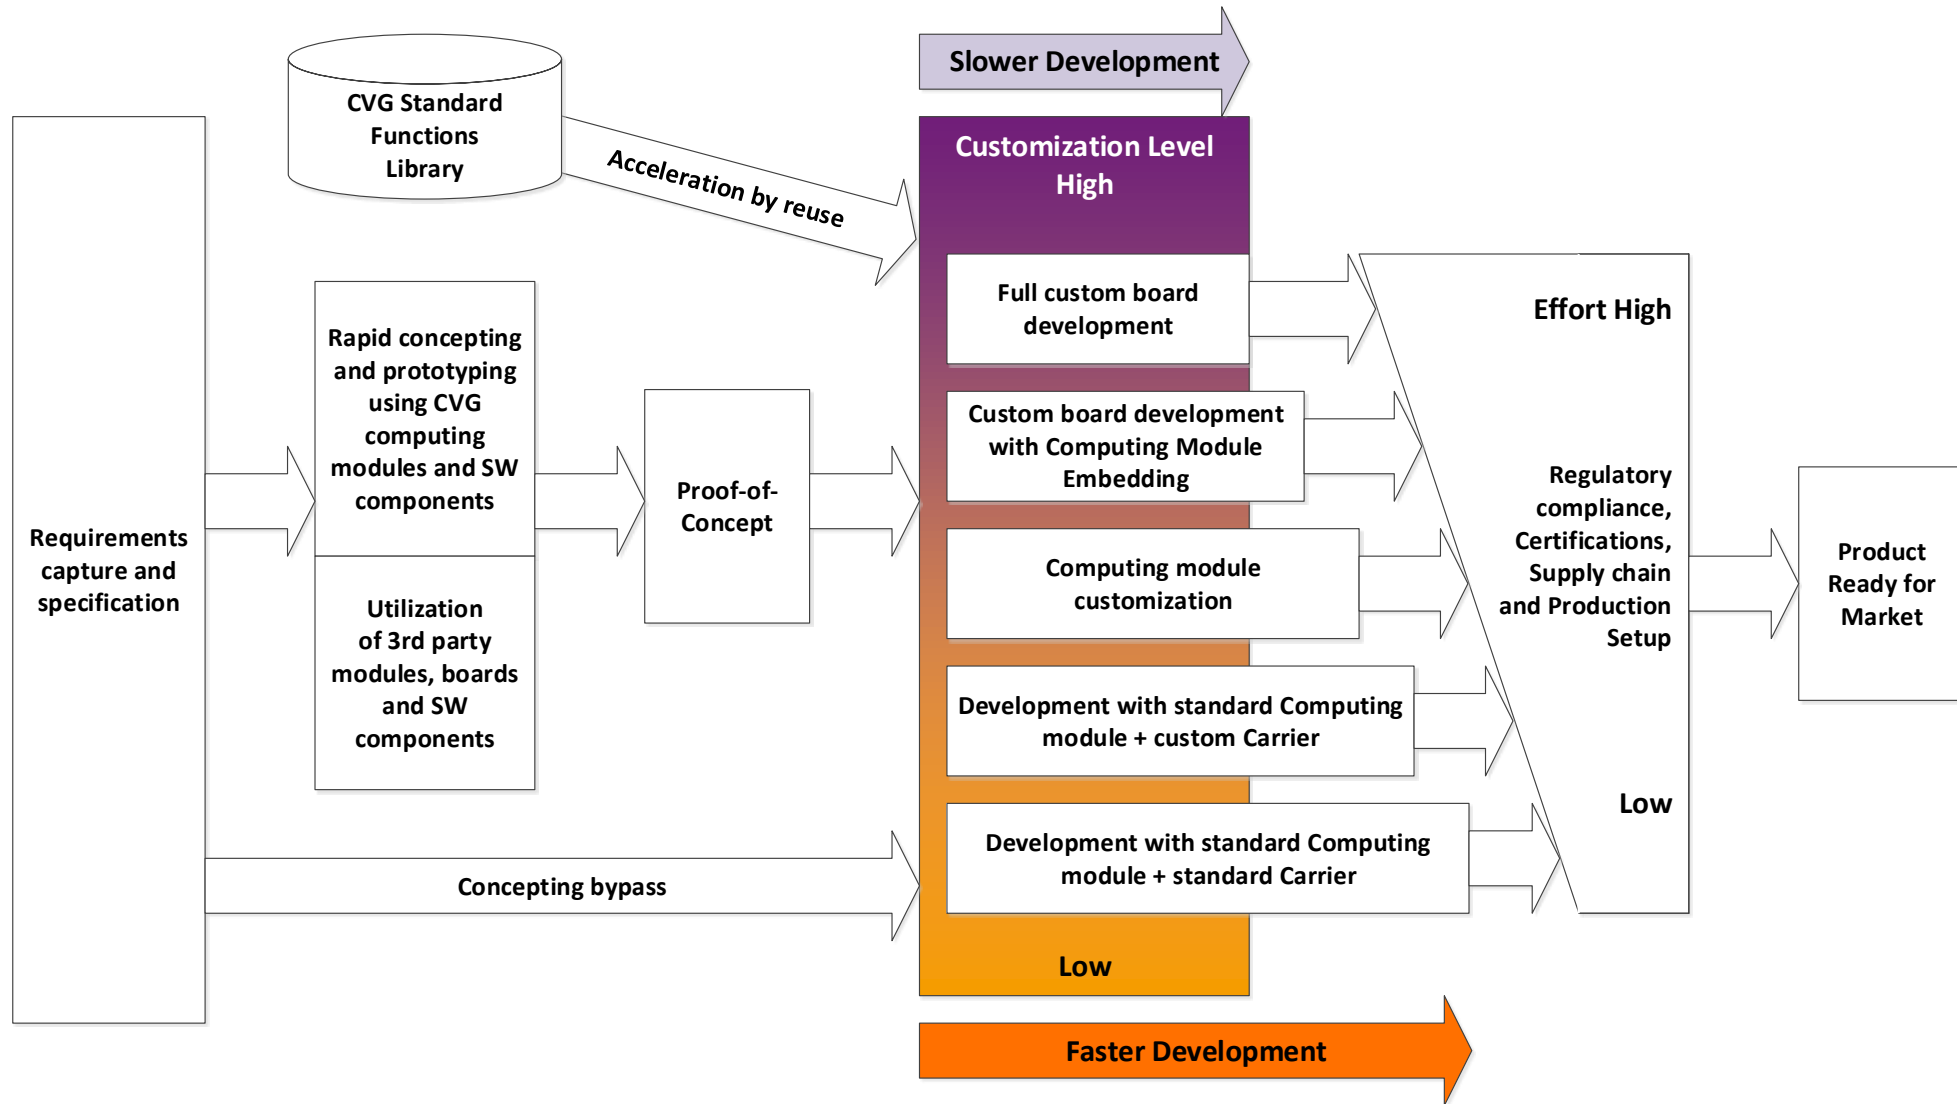 Slower Development
CVG Standard
Functions
Library
Acceleration by reuse
Customization Level
High
Requirements
capture and
specification
Rapid concepting
and prototyping
using CVG
computing
modules and SW
components
Utilization
of 3rd party
modules, boards
and SW
components
Proof-of-
Concept
Concepting bypass
Full custom board
development
Custom board development
with Computing Module
Embedding
Computing module
customization
Development with standard Computing
module + custom Carrier
Development with standard Computing
module + standard Carrier
Low
Faster Development
Effort High
Regulatory
compliance,
Certifications,
Supply chain
and Production
Setup
Low
Product
Ready for
Market